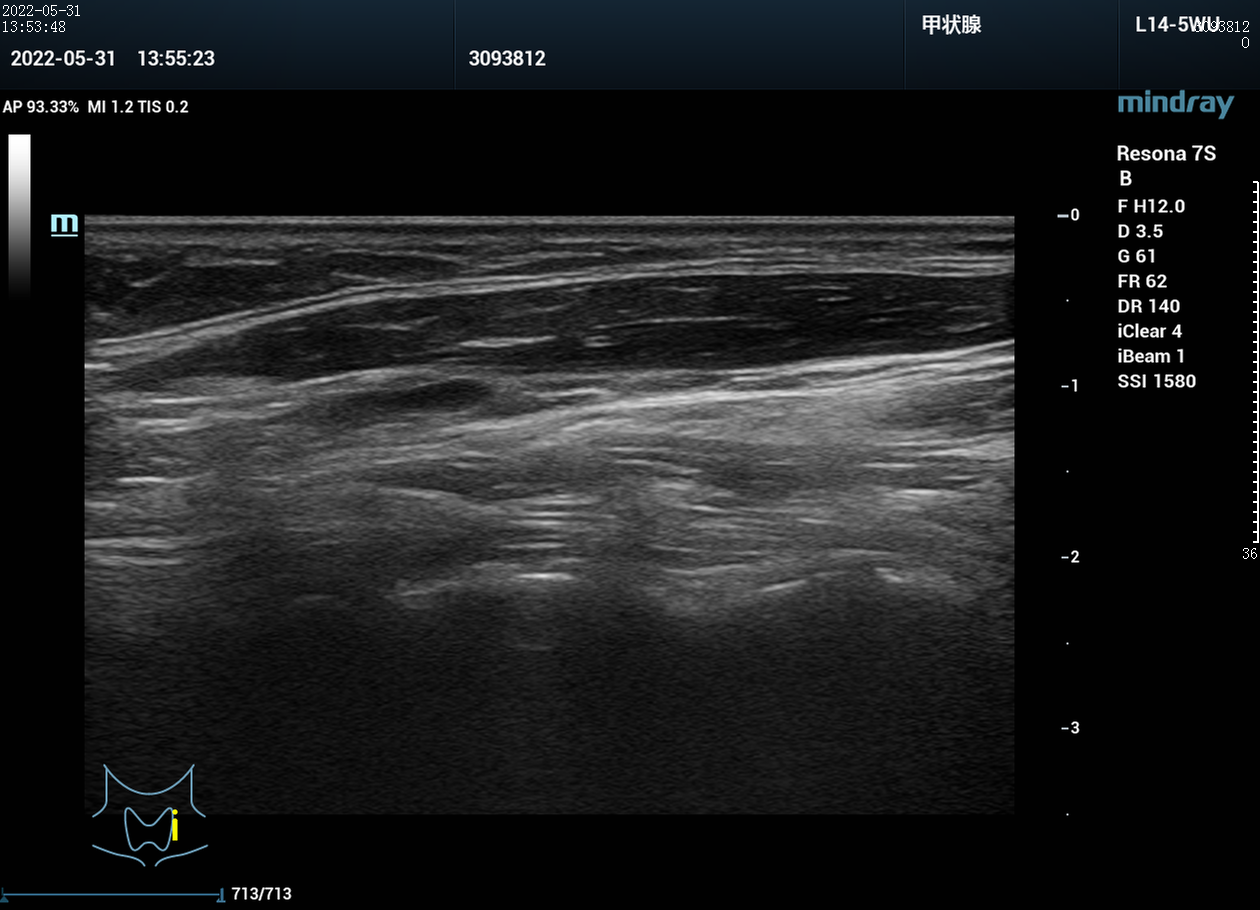 2022-05-31
13:53:48
2022-05-31 13:55:23
3093812
甲状腺
L14-5WU
3093812
0
AP 93.33% MI 1.2 TIS 0.2
mindray
Resona 7S
B
F H12.0
D 3.5
G 61
FR 62
DR 140
iClear 4
iBeam 1
SSI 1580
m
0
-1
-2
-3
36
i
713/713